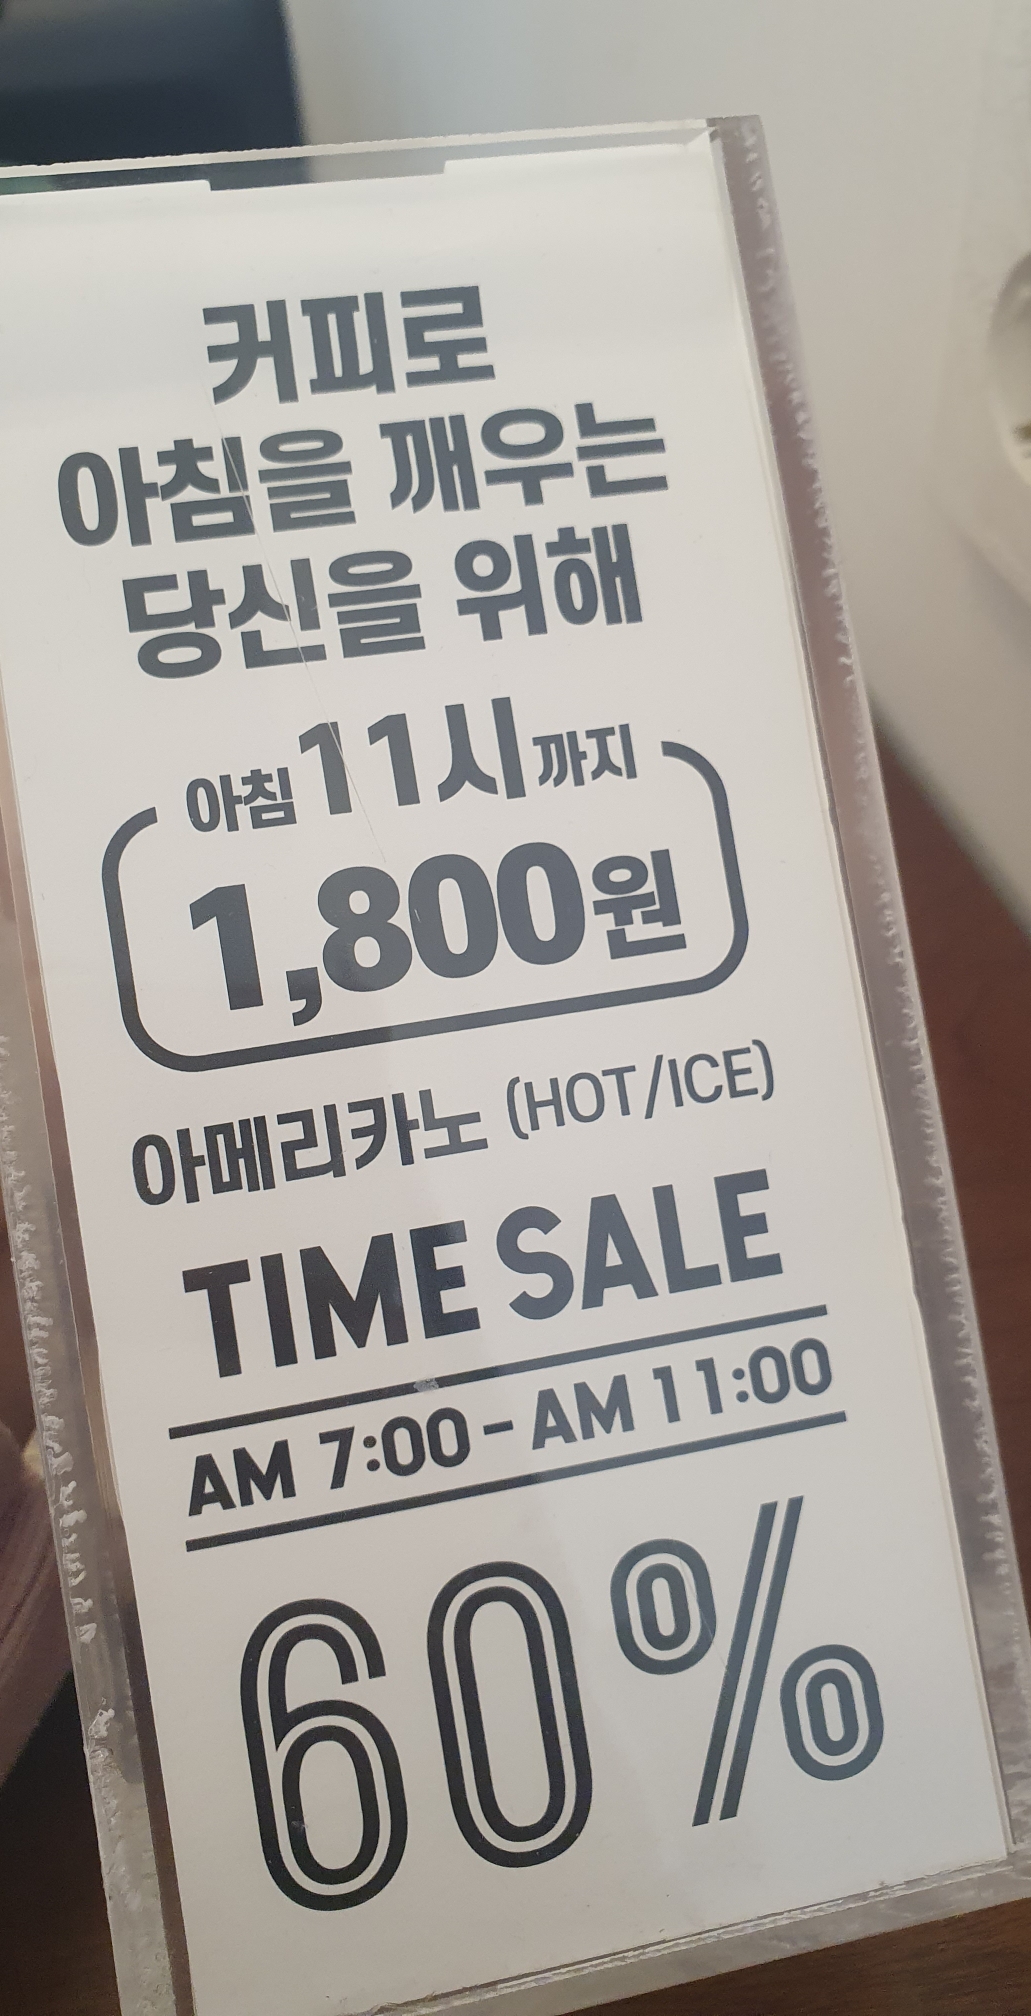 커피로
아침을 깨우는
당신을 위해
아침 11시까지
1,800원
아메리카노 (HOT/ICE)
TIME SALE
AM 7:00 - AM 11:00
60%